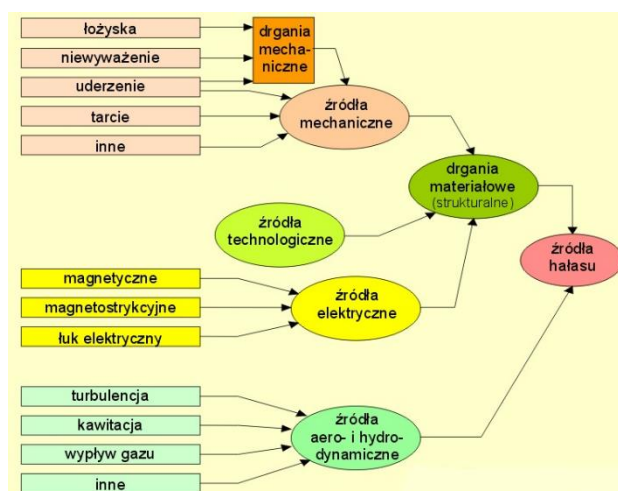 łożyska
niewyważenie
uderzenie
tarcie
inne
drgania
mecha-
niczne
źródła
mechaniczne
drgania
materiałowe
(strukturalne)
źródła
technologiczne
źródła
hałasu
magnetyczne
magnetostrykcyjne
łuk elektryczny
źródła
elektryczne
turbulencja
kawitacja
wypływ gazu
inne
źródła
aero- i hydro-
dynamiczne